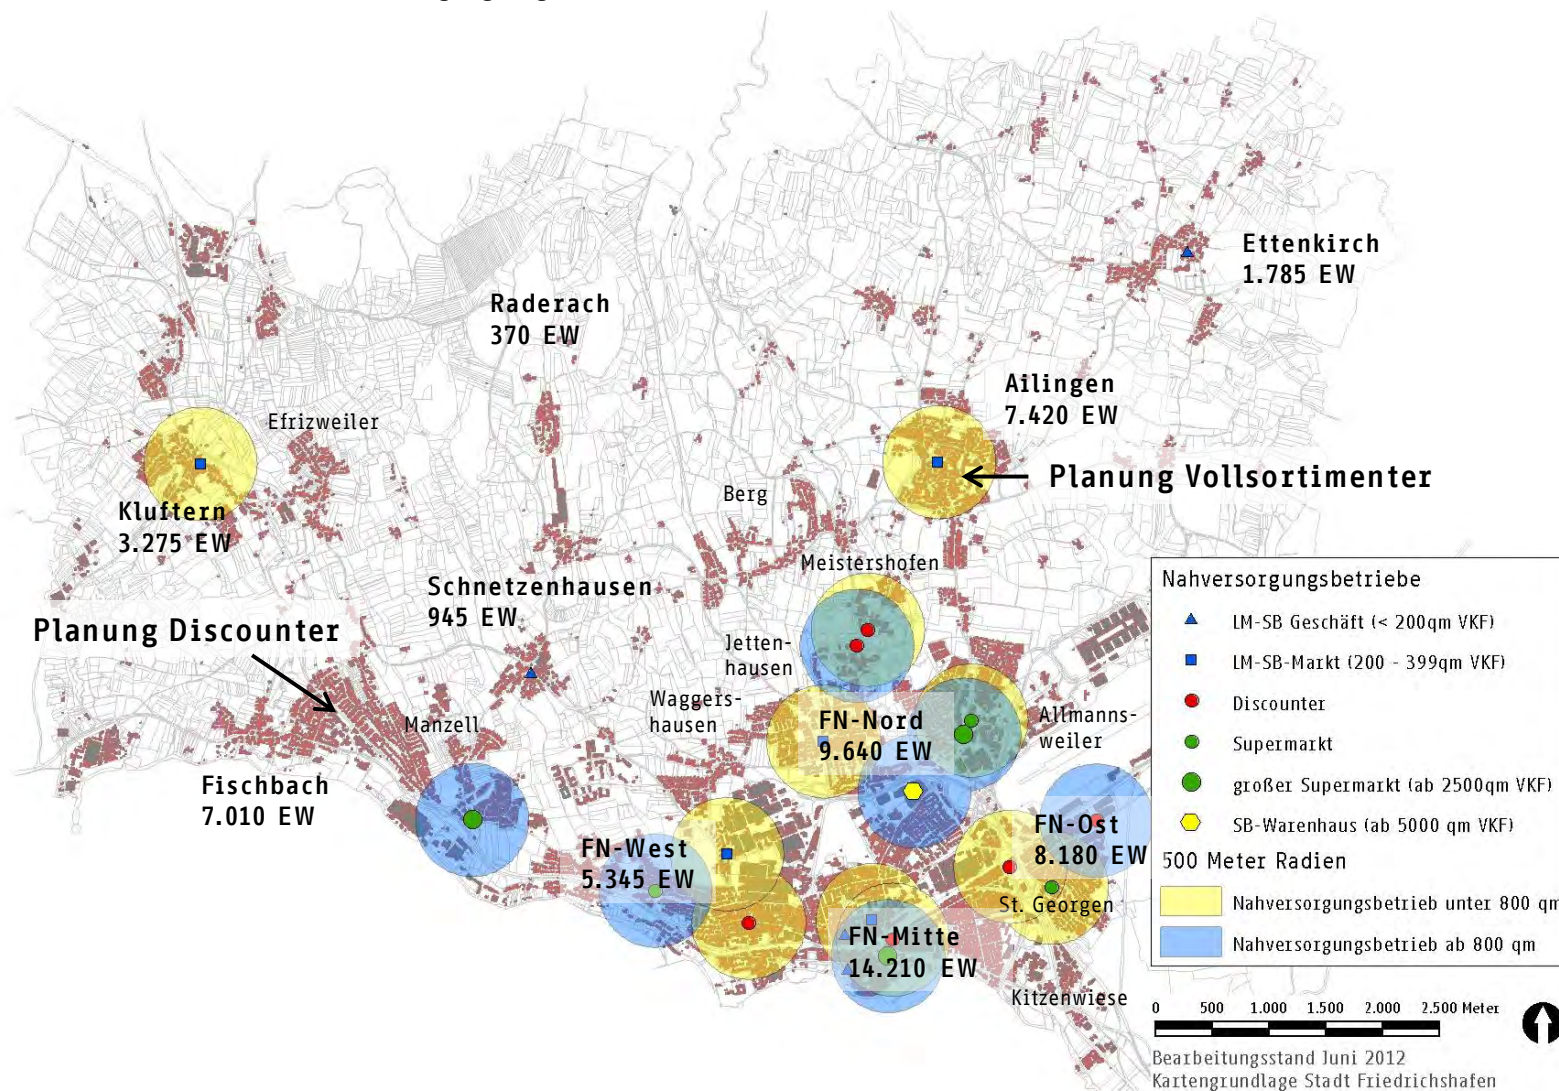 Ettenkirch
1.785 EW
Raderach
370 EW
Ailingen
7.420 EW
Efrizweiler
Planung Vollsortimenter
Berg
Kluftern
3.275 EW
Meistershofen
Schnetzenhausen
945 EW
Planung Discounter
Jetten-
hausen
Waggers-
hausen
Manzell
FN-Nord
9.640 EW
Allmanns-
weiler
Fischbach
7.010 EW
FN-West
5.345 EW
FN-Ost
8.180 EW
St. Georgen
FN-Mitte
14.210 EW
Kitzenwiese
Nahversorgungsbetriebe
LM-SB Geschäft (< 200qm VKF)
LM-SB-Markt (200 - 399qm VKF)
Discounter
Supermarkt
großer Supermarkt (ab 2500qm VKF)
SB-Warenhaus (ab 5000 qm VKF)
500 Meter Radien
Nahversorgungsbetrieb unter 800 qm
Nahversorgungsbetrieb ab 800 qm
0 500 1.000 1.500 2.000 2.500 Meter
Bearbeitungsstand Juni 2012
Kartengrundlage Stadt Friedrichshafen